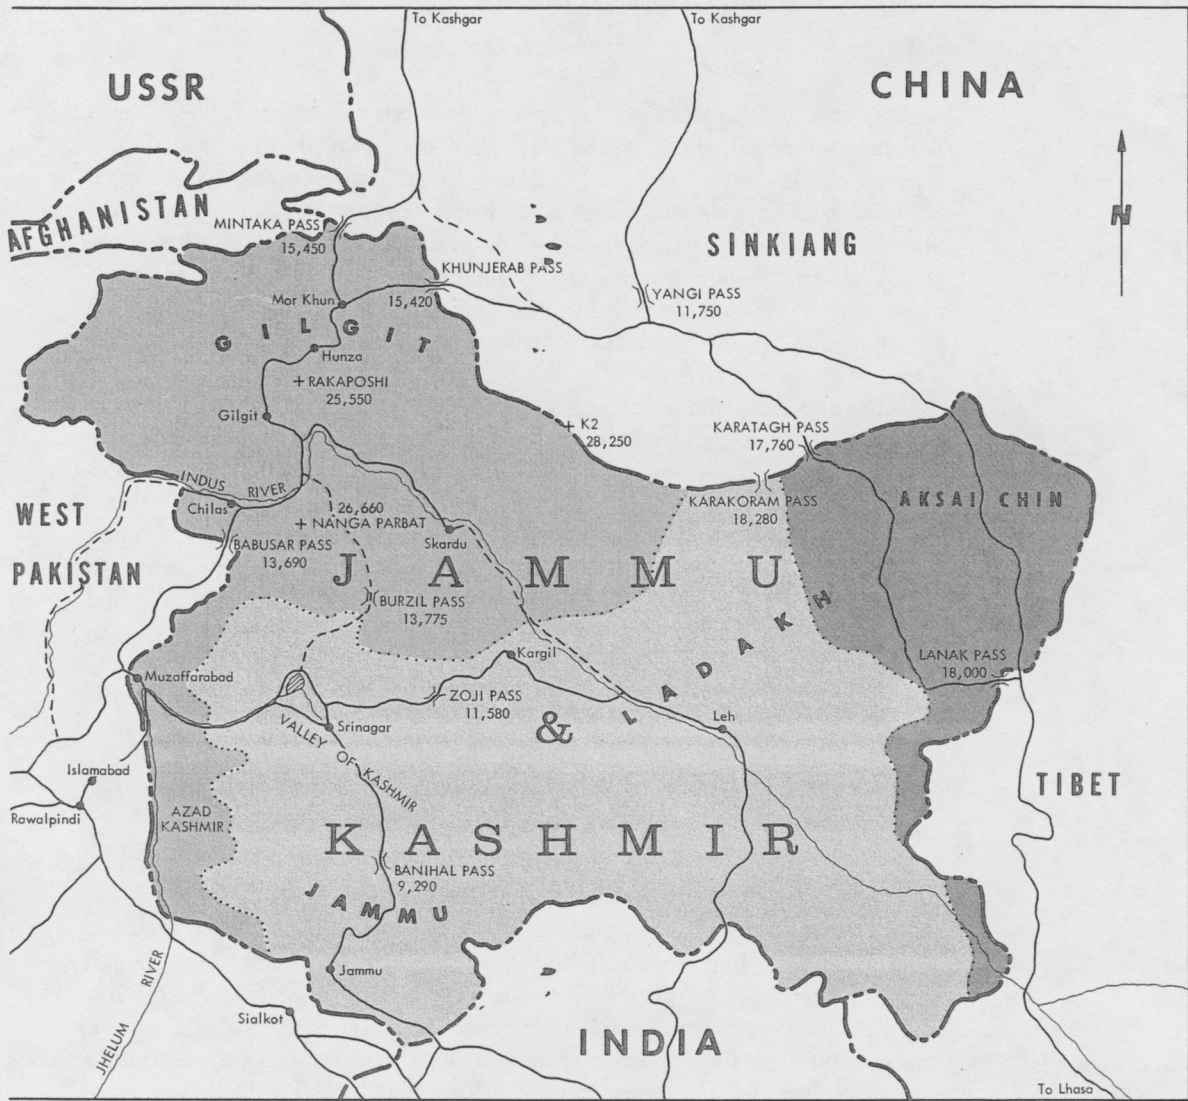 To Kashgar
To Kashgar
USSR
CHINA
AFGHANISTAN
MINTAKA PASS
15,450
N
SINKIANG
KHUNJERAB PASS
15,420
YANGI PASS
11,750
Mor Khun
GILGIT
Hunza
+ RAKAPOSHI
25,550
Gilgit
+ K2
28,250
KARATAGH PASS
17,760
INDUS RIVER
WEST
PAKISTAN
Chilas
26,660
+ NANGA PARBAT
KARAKORAM PASS
18,280
AKSAI CHIN
Skardu
BABUSAR PASS
13,690
JAMMU
BURZIL PASS
13,775
LADAKH
Kargil
LANAK PASS
18,000
Muzaffarabad
ZOJI PASS
11,580
&
Leh
Srinagar
VALLEY OF KASHMIR
Islamabad
Rawalpindi
TIBET
AZAD
KASHMIR
KASHMIR
BANIHAL PASS
9,290
JAMMU
Jammu
JHELUM RIVER
Sialkot
INDIA
To Lhasa